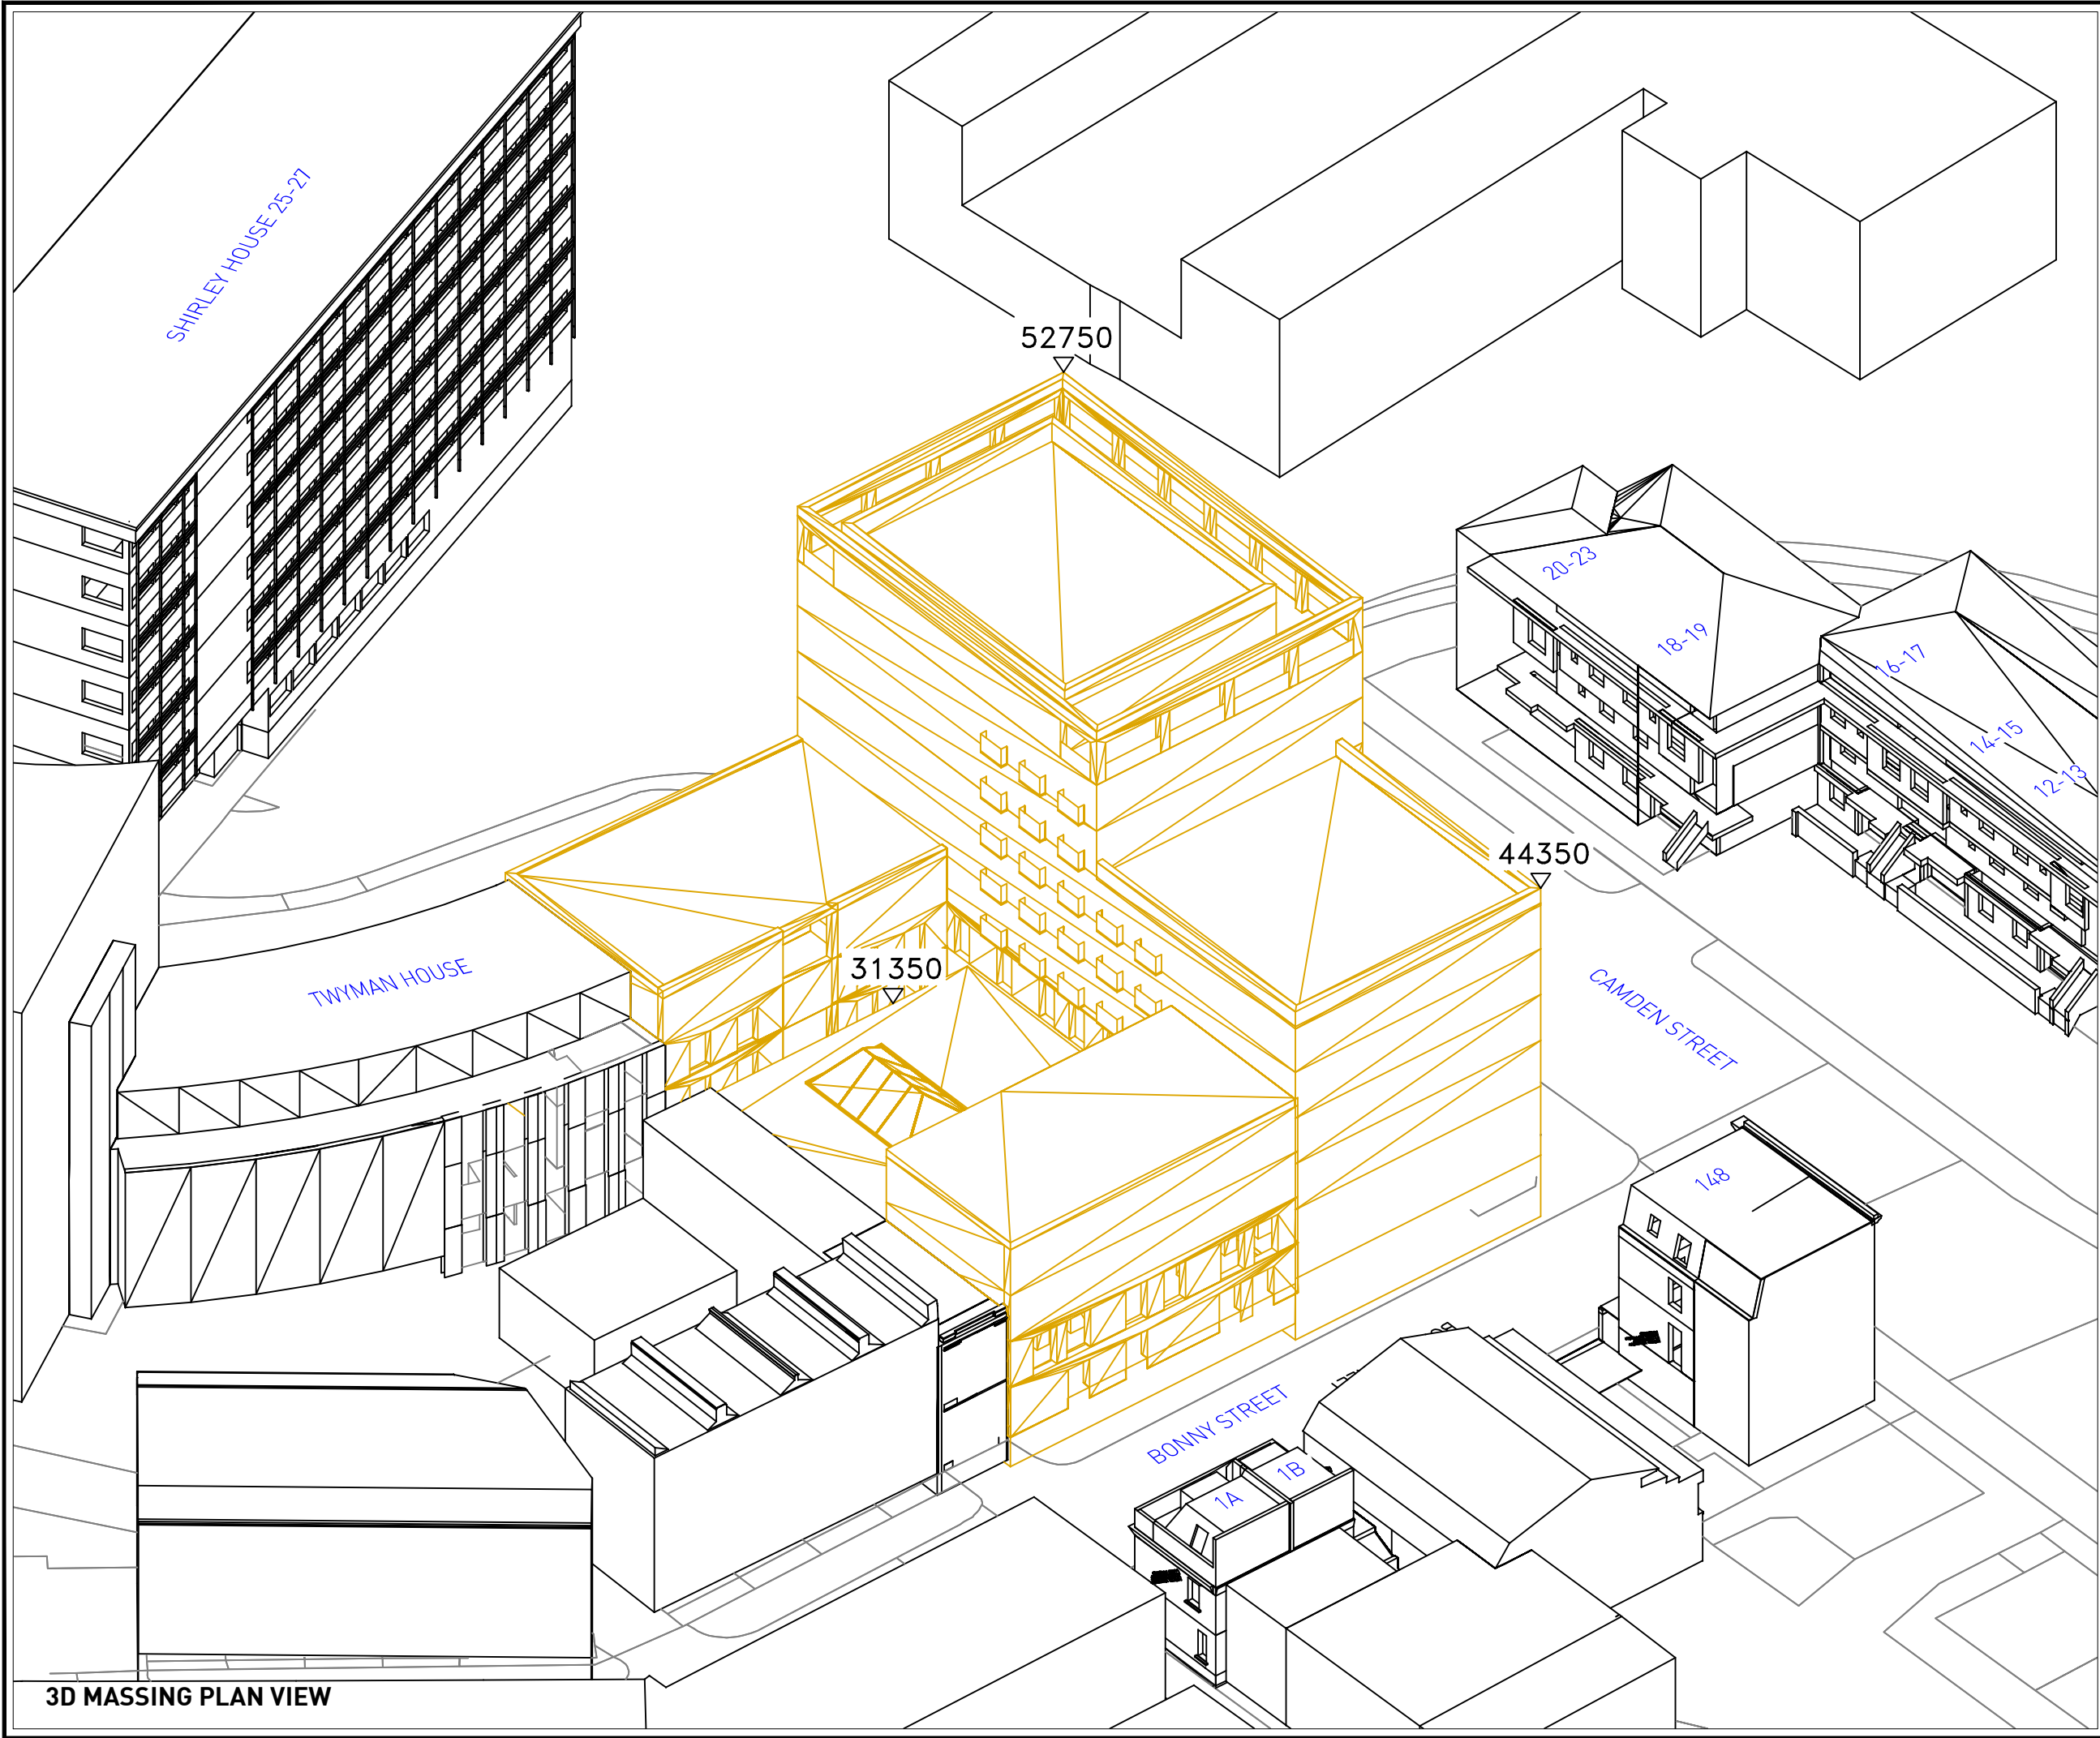 SHIRLEY HOUSE 25-27
52750
20-23
18-19
16-17
14-15
12-13
44350
31350
TWYMAN HOUSE
CAMDEN STREET
148
BONNY STREET
1B
1A
3D MASSING PLAN VIEW